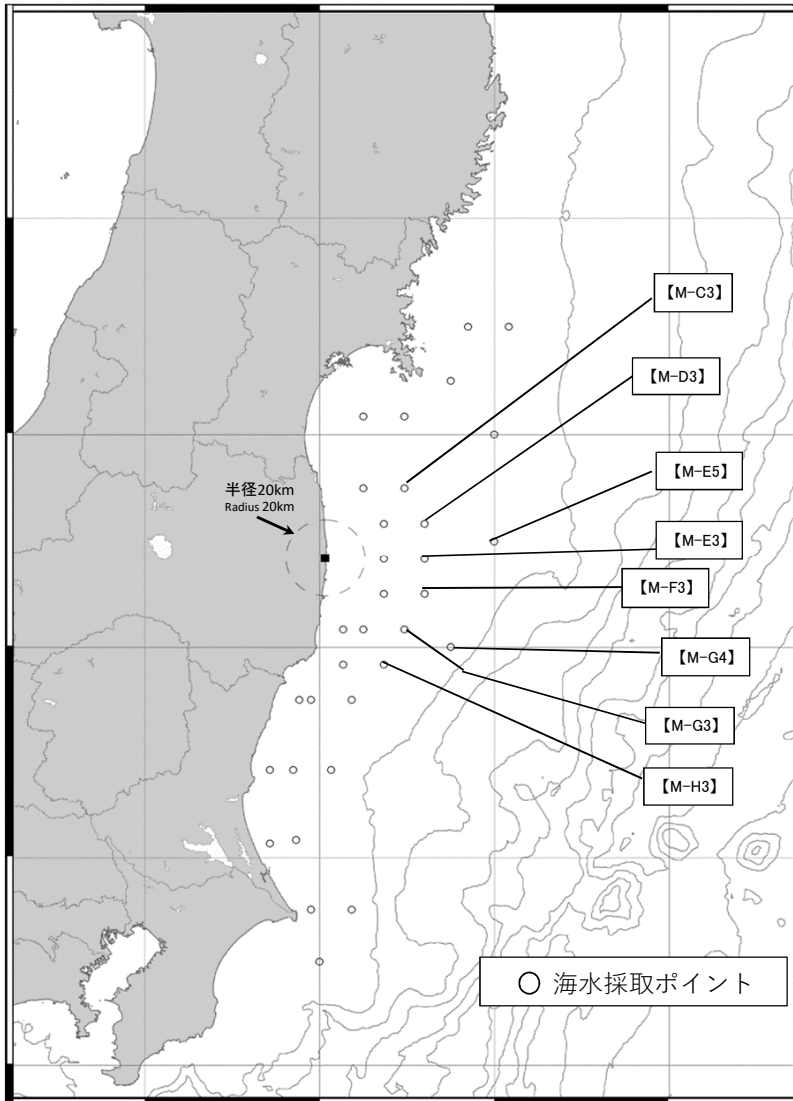 【M-C3】
【M-D3】
【M-E5】
半径20km
Radius 20km
【M-E3】
【M-F3】
【M-G4】
【M-G3】
【M-H3】
海水採取ポイント